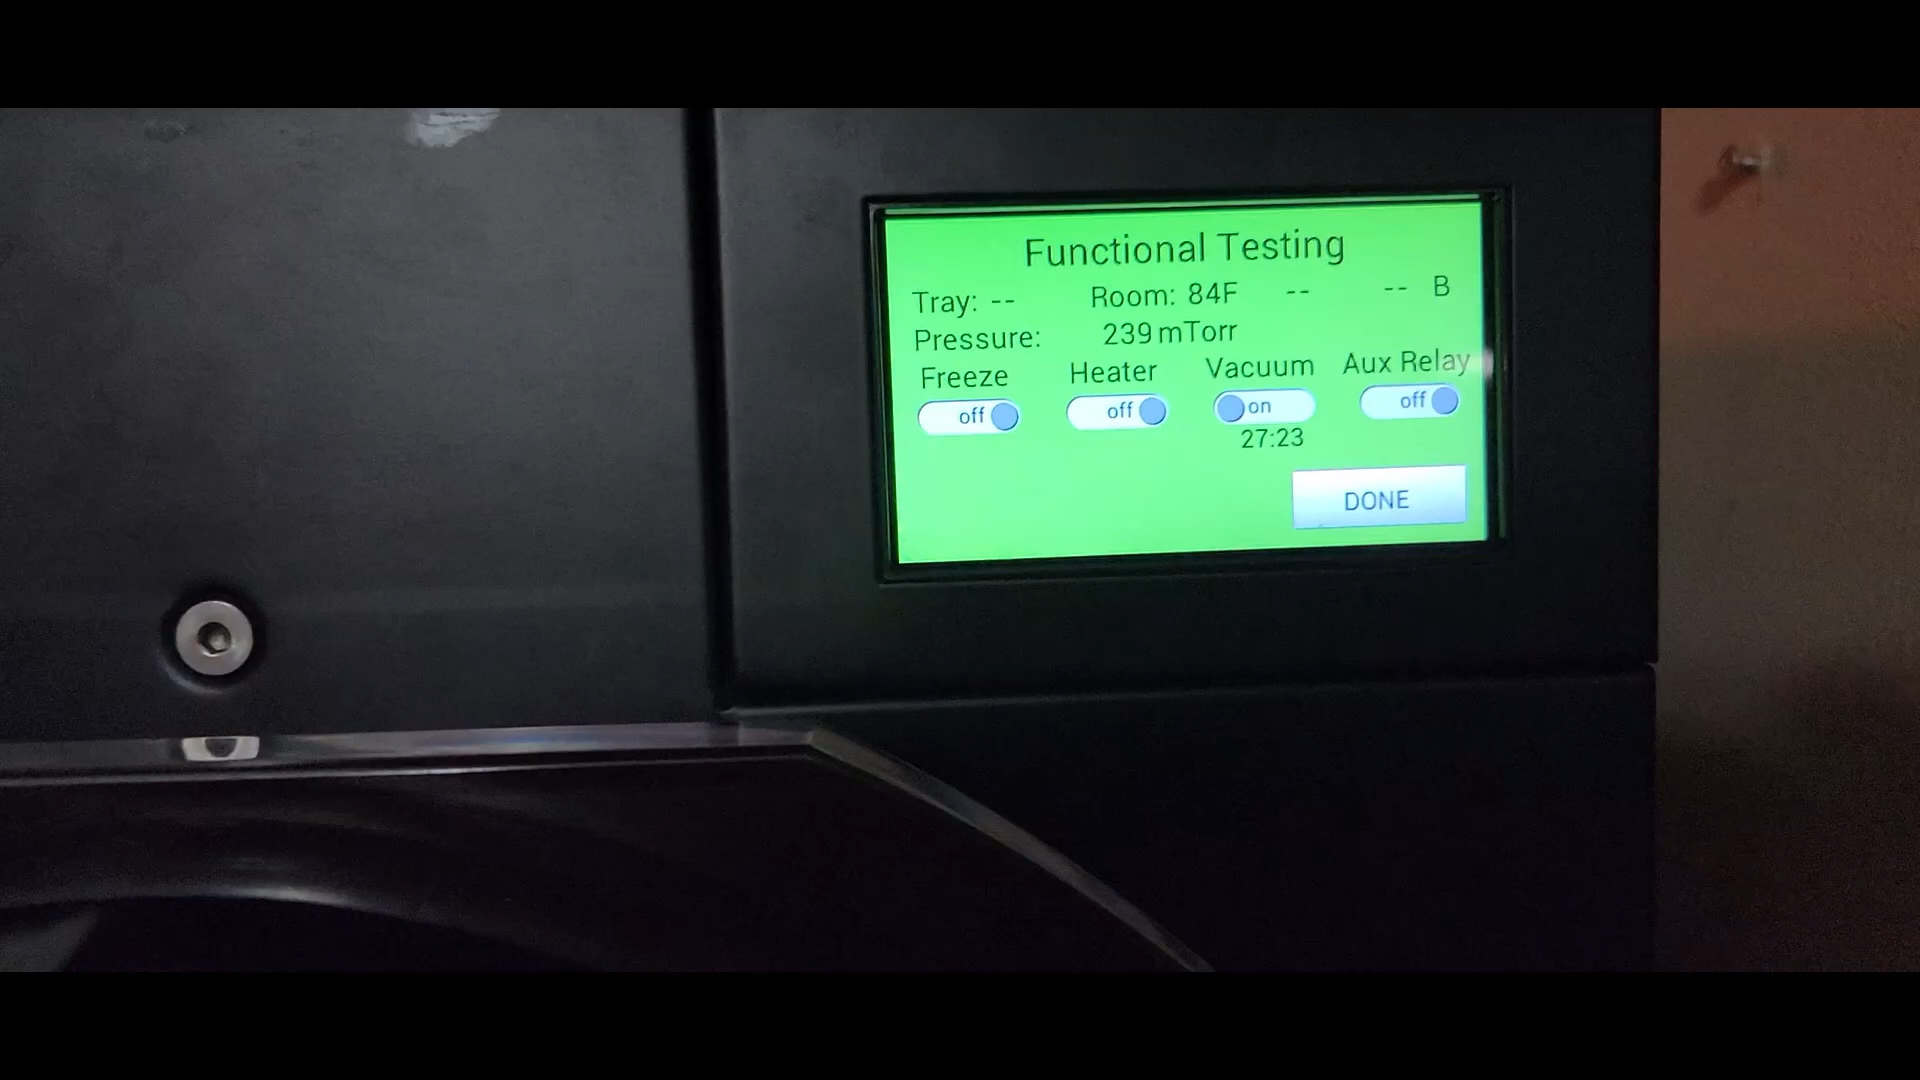 Functional Testing
Tray: -- Room: 84F -- -- B
Pressure: 239 mTorr
Freeze Heater Vacuum Aux Relay
off off on off
27:23
DONE